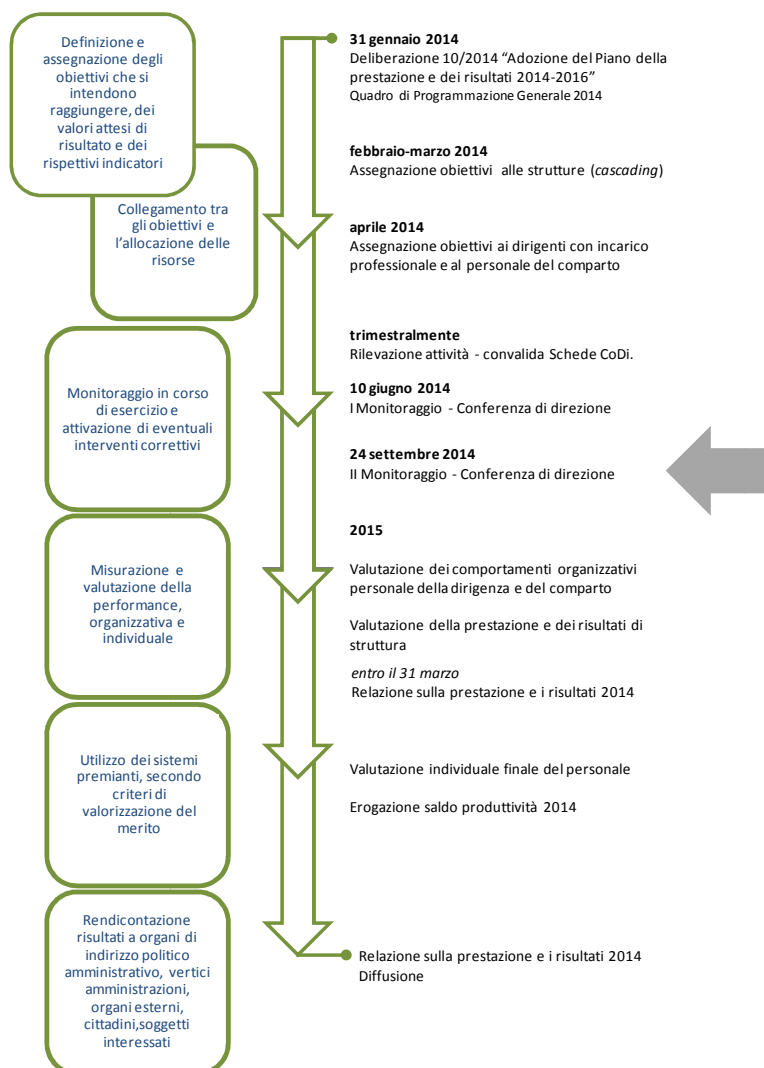 Definizione e
assegnazione degli
obiettivi che si
intendono
raggiungere, dei
valori attesi di
risultato e dei
rispettivi indicatori
Collegamento tra
gli obiettivi e
l'allocazione delle
risorse
Monitoraggio in corso
di esercizio e
attivazione di eventuali
interventi correttivi
Misurazione e
valutazione della
performance,
organizzativa e
individuale
Utilizzo dei sistemi
premianti, secondo
criteri di
valorizzazione del
merito
Rendicontazione
risultati a organi di
indirizzo politico
amministrativo, vertici
amministrazioni,
organi esterni,
cittadini,soggetti
interessati
31 gennaio 2014
Deliberazione 10/2014 “Adozione del Piano della
prestazione e dei risultati 2014-2016”
Quadro di Programmazione Generale 2014
febbraio-marzo 2014
Assegnazione obiettivi alle strutture (cascading)
aprile 2014
Assegnazione obiettivi ai dirigenti con incarico
professionale e al personale del comparto
trimestralmente
Rilevazione attività - convalida Schede CoDi.
10 giugno 2014
I Monitoraggio - Conferenza di direzione
24 settembre 2014
II Monitoraggio - Conferenza di direzione
2015
Valutazione dei comportamenti organizzativi
personale della dirigenza e del comparto
Valutazione della prestazione e dei risultati di
struttura
entro il 31 marzo
Relazione sulla prestazione e i risultati 2014
Valutazione individuale finale del personale
Erogazione saldo produttività 2014
Relazione sulla prestazione e i risultati 2014
Diffusione